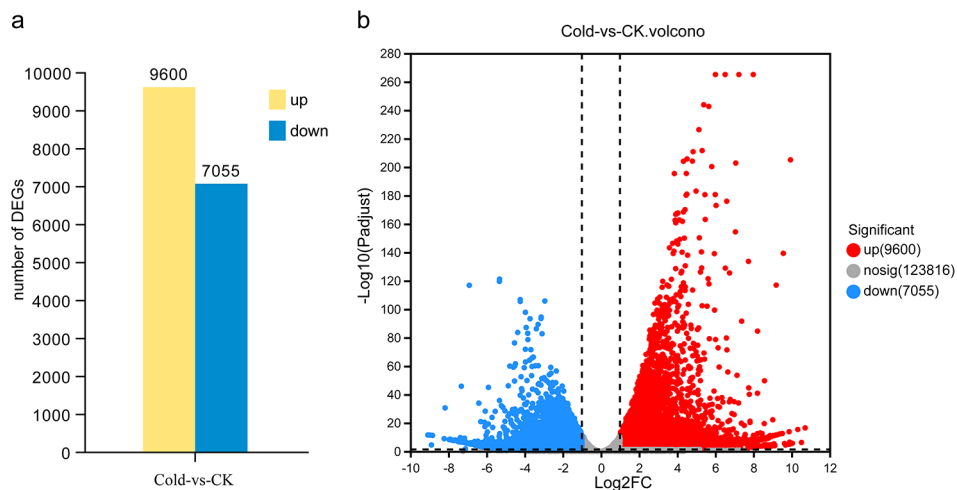 a
number of DEGs
10000
9000
8000
7000
6000
5000
4000
3000
2000
1000
0
9600
7055
up
down
Cold-vs-CK
b
Cold-vs-CK.volcono
-Log10(Padjust)
280
260
240
220
200
180
160
140
120
100
80
60
40
20
0
-10 -8 -6 -4 -2 0 2 4 6 8 10 12
Log2FC
Significant
up(9600)
nosig(123816)
down(7055)